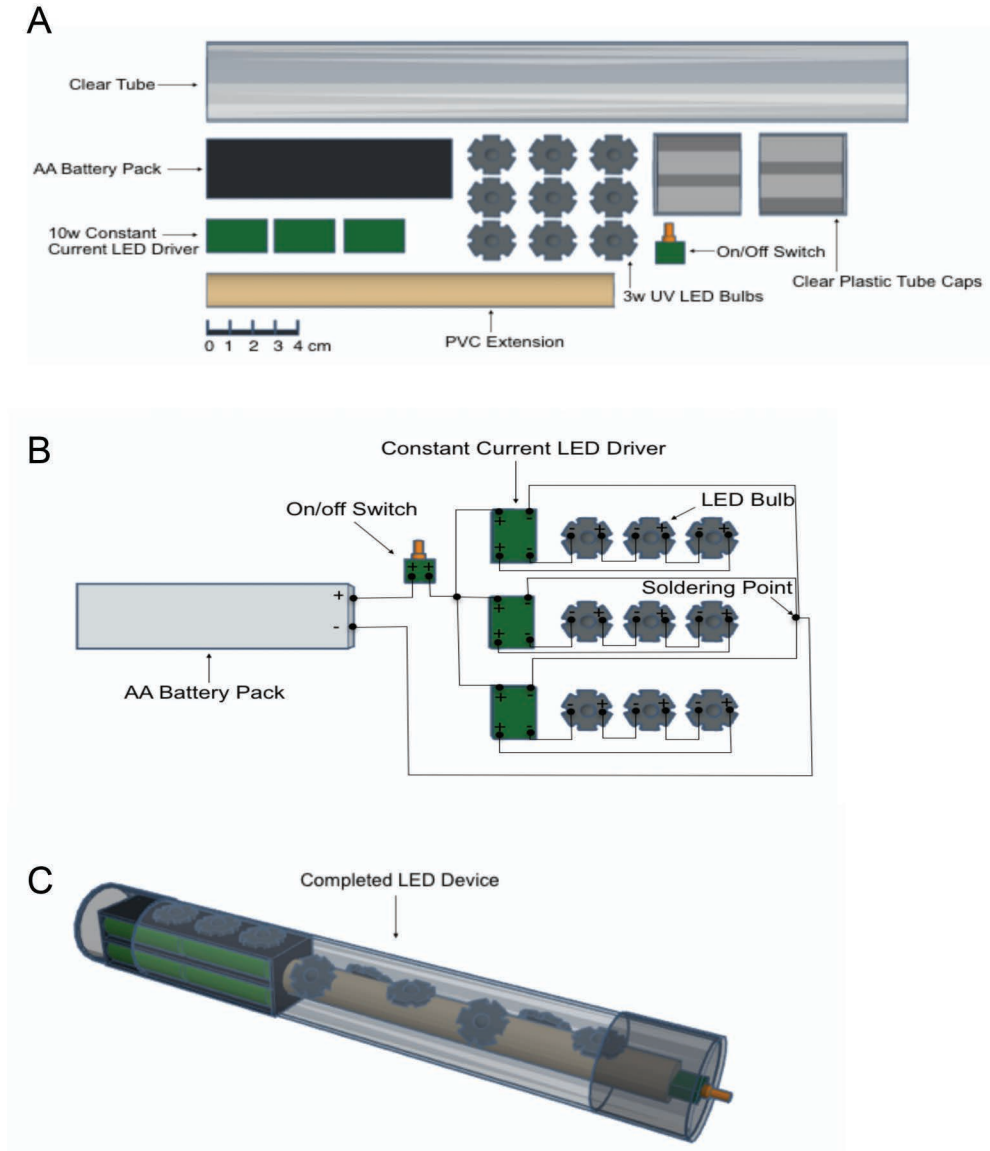 A
Clear Tube
AA Battery Pack
10w Constant
Current LED Driver
On/Off Switch
Clear Plastic Tube Caps
3w UV LED Bulbs
PVC Extension
0 1 2 3 4 cm
B
Constant Current LED Driver
On/off Switch
LED Bulb
+ -
+ +
+ -
- + - + - +
Soldering Point
+
-
+ -
+ -
- + - + - +
AA Battery Pack
+ -
+ -
- + - + - +
C
Completed LED Device